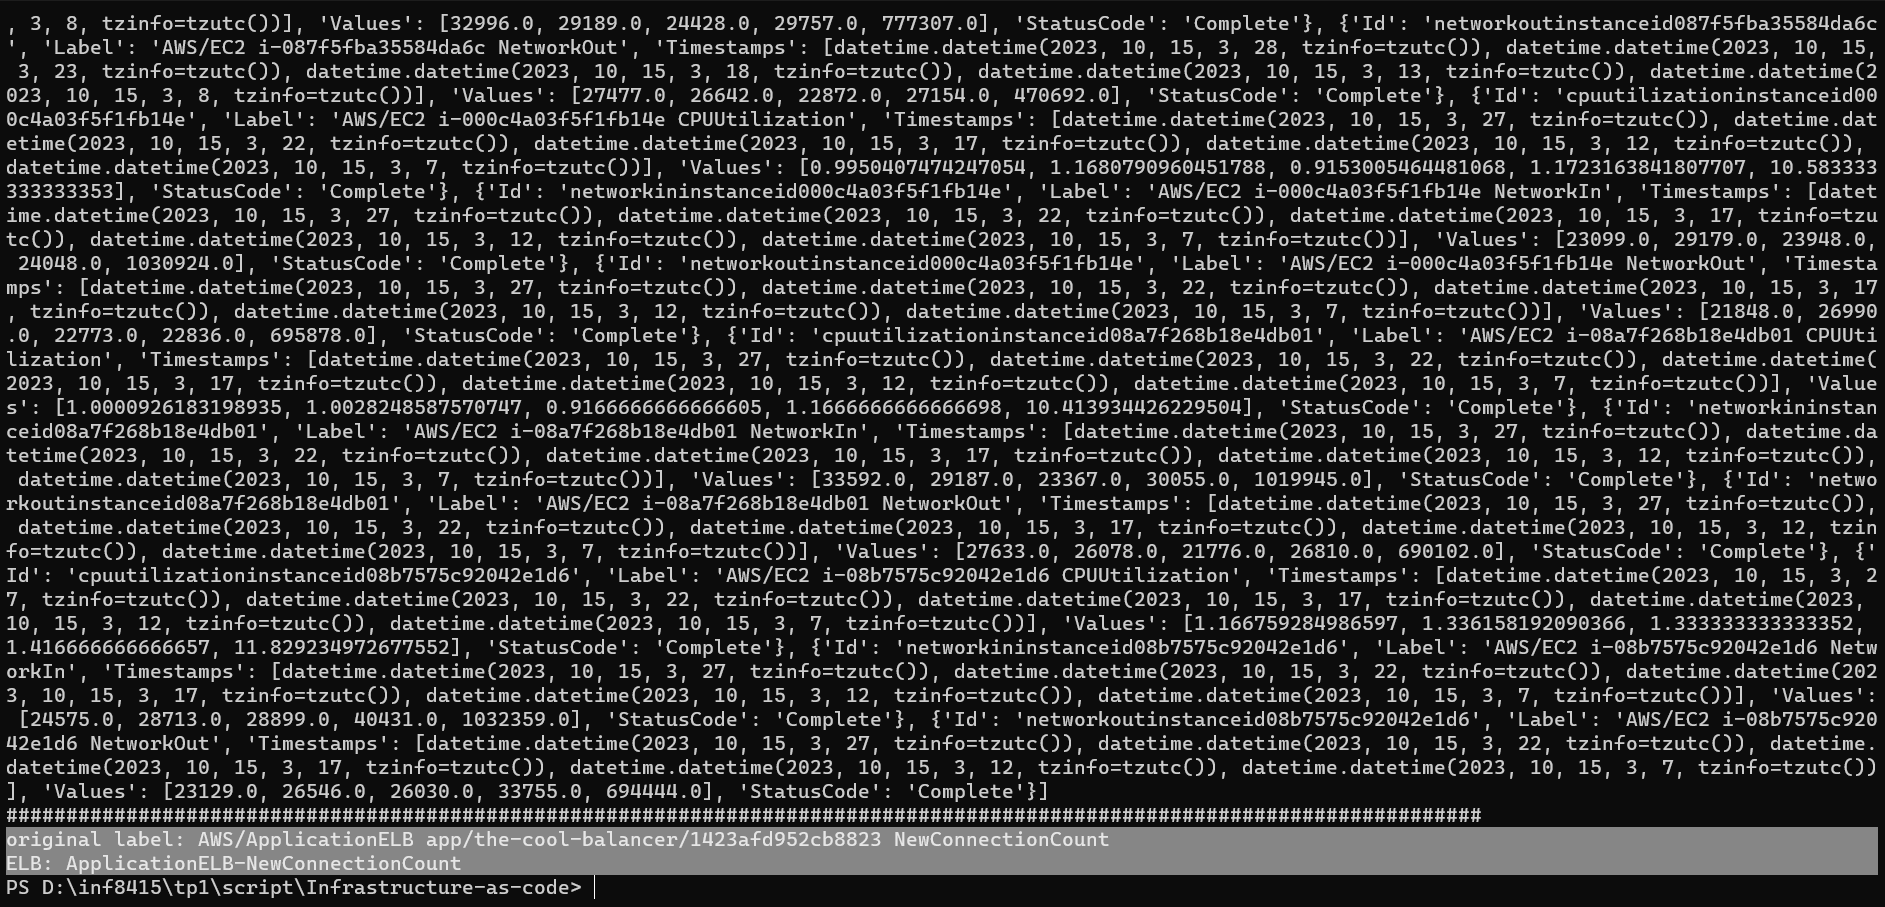 , 3, 8, tzinfo=tzutc())], 'Values': [32996.0, 29189.0, 24428.0, 29757.0, 777307.0], 'StatusCode': 'Complete'}, {'Id': 'networkoutinstanceid087f5fba35584da6c
', 'Label': 'AWS/EC2 i-087f5fba35584da6c NetworkOut', 'Timestamps': [datetime.datetime(2023, 10, 15, 3, 28, tzinfo=tzutc()), datetime.datetime(2023, 10, 15,
 3, 23, tzinfo=tzutc()), datetime.datetime(2023, 10, 15, 3, 18, tzinfo=tzutc()), datetime.datetime(2023, 10, 15, 3, 13, tzinfo=tzutc()), datetime.datetime(2
023, 10, 15, 3, 8, tzinfo=tzutc())], 'Values': [27477.0, 26642.0, 22872.0, 27154.0, 470692.0], 'StatusCode': 'Complete'}, {'Id': 'cpuutilizationinstanceid00
0c4a03f5f1fb14e', 'Label': 'AWS/EC2 i-000c4a03f5f1fb14e CPUUtilization', 'Timestamps': [datetime.datetime(2023, 10, 15, 3, 27, tzinfo=tzutc()), datetime.dat
etime(2023, 10, 15, 3, 22, tzinfo=tzutc()), datetime.datetime(2023, 10, 15, 3, 17, tzinfo=tzutc()), datetime.datetime(2023, 10, 15, 3, 12, tzinfo=tzutc()),
datetime.datetime(2023, 10, 15, 3, 7, tzinfo=tzutc())], 'Values': [0.9950407474247054, 1.1680790960451788, 0.9153005464481068, 1.1723163841807707, 10.583333
333333353], 'StatusCode': 'Complete'}, {'Id': 'networkininstanceid000c4a03f5f1fb14e', 'Label': 'AWS/EC2 i-000c4a03f5f1fb14e NetworkIn', 'Timestamps': [datet
ime.datetime(2023, 10, 15, 3, 27, tzinfo=tzutc()), datetime.datetime(2023, 10, 15, 3, 22, tzinfo=tzutc()), datetime.datetime(2023, 10, 15, 3, 17, tzinfo=tzu
tc()), datetime.datetime(2023, 10, 15, 3, 12, tzinfo=tzutc()), datetime.datetime(2023, 10, 15, 3, 7, tzinfo=tzutc())], 'Values': [23099.0, 29179.0, 23948.0,
 24048.0, 1030924.0], 'StatusCode': 'Complete'}, {'Id': 'networkoutinstanceid000c4a03f5f1fb14e', 'Label': 'AWS/EC2 i-000c4a03f5f1fb14e NetworkOut', 'Timesta
mps': [datetime.datetime(2023, 10, 15, 3, 27, tzinfo=tzutc()), datetime.datetime(2023, 10, 15, 3, 22, tzinfo=tzutc()), datetime.datetime(2023, 10, 15, 3, 17
, tzinfo=tzutc()), datetime.datetime(2023, 10, 15, 3, 12, tzinfo=tzutc()), datetime.datetime(2023, 10, 15, 3, 7, tzinfo=tzutc())], 'Values': [21848.0, 26990
.0, 22773.0, 22836.0, 695878.0], 'StatusCode': 'Complete'}, {'Id': 'cpuutilizationinstanceid08a7f268b18e4db01', 'Label': 'AWS/EC2 i-08a7f268b18e4db01 CPUUti
lization', 'Timestamps': [datetime.datetime(2023, 10, 15, 3, 27, tzinfo=tzutc()), datetime.datetime(2023, 10, 15, 3, 22, tzinfo=tzutc()), datetime.datetime(
2023, 10, 15, 3, 17, tzinfo=tzutc()), datetime.datetime(2023, 10, 15, 3, 12, tzinfo=tzutc()), datetime.datetime(2023, 10, 15, 3, 7, tzinfo=tzutc())], 'Value
s': [1.0000926183198935, 1.0028248587570747, 0.9166666666666605, 1.1666666666666698, 10.413934426229504], 'StatusCode': 'Complete'}, {'Id': 'networkininstan
ceid08a7f268b18e4db01', 'Label': 'AWS/EC2 i-08a7f268b18e4db01 NetworkIn', 'Timestamps': [datetime.datetime(2023, 10, 15, 3, 27, tzinfo=tzutc()), datetime.da
tetime(2023, 10, 15, 3, 22, tzinfo=tzutc()), datetime.datetime(2023, 10, 15, 3, 17, tzinfo=tzutc()), datetime.datetime(2023, 10, 15, 3, 12, tzinfo=tzutc()),
 datetime.datetime(2023, 10, 15, 3, 7, tzinfo=tzutc())], 'Values': [33592.0, 29187.0, 23367.0, 30055.0, 1019945.0], 'StatusCode': 'Complete'}, {'Id': 'netwo
rkoutinstanceid08a7f268b18e4db01', 'Label': 'AWS/EC2 i-08a7f268b18e4db01 NetworkOut', 'Timestamps': [datetime.datetime(2023, 10, 15, 3, 27, tzinfo=tzutc()),
 datetime.datetime(2023, 10, 15, 3, 22, tzinfo=tzutc()), datetime.datetime(2023, 10, 15, 3, 17, tzinfo=tzutc()), datetime.datetime(2023, 10, 15, 3, 12, tzin
fo=tzutc()), datetime.datetime(2023, 10, 15, 3, 7, tzinfo=tzutc())], 'Values': [27633.0, 26078.0, 21776.0, 26810.0, 690102.0], 'StatusCode': 'Complete'}, {'
Id': 'cpuutilizationinstanceid08b7575c92042e1d6', 'Label': 'AWS/EC2 i-08b7575c92042e1d6 CPUUtilization', 'Timestamps': [datetime.datetime(2023, 10, 15, 3, 2
7, tzinfo=tzutc()), datetime.datetime(2023, 10, 15, 3, 22, tzinfo=tzutc()), datetime.datetime(2023, 10, 15, 3, 17, tzinfo=tzutc()), datetime.datetime(2023,
10, 15, 3, 12, tzinfo=tzutc()), datetime.datetime(2023, 10, 15, 3, 7, tzinfo=tzutc())], 'Values': [1.166759284986597, 1.336158192090366, 1.333333333333352,
1.416666666666657, 11.829234972677552], 'StatusCode': 'Complete'}, {'Id': 'networkininstanceid08b7575c92042e1d6', 'Label': 'AWS/EC2 i-08b7575c92042e1d6 Netw
orkIn', 'Timestamps': [datetime.datetime(2023, 10, 15, 3, 27, tzinfo=tzutc()), datetime.datetime(2023, 10, 15, 3, 22, tzinfo=tzutc()), datetime.datetime(202
3, 10, 15, 3, 17, tzinfo=tzutc()), datetime.datetime(2023, 10, 15, 3, 12, tzinfo=tzutc()), datetime.datetime(2023, 10, 15, 3, 7, tzinfo=tzutc())], 'Values':
 [24575.0, 28713.0, 28899.0, 40431.0, 1032359.0], 'StatusCode': 'Complete'}, {'Id': 'networkoutinstanceid08b7575c92042e1d6', 'Label': 'AWS/EC2 i-08b7575c920
42e1d6 NetworkOut', 'Timestamps': [datetime.datetime(2023, 10, 15, 3, 27, tzinfo=tzutc()), datetime.datetime(2023, 10, 15, 3, 22, tzinfo=tzutc()), datetime.
datetime(2023, 10, 15, 3, 17, tzinfo=tzutc()), datetime.datetime(2023, 10, 15, 3, 12, tzinfo=tzutc()), datetime.datetime(2023, 10, 15, 3, 7, tzinfo=tzutc())
], 'Values': [23129.0, 26546.0, 26030.0, 33755.0, 694444.0], 'StatusCode': 'Complete'}]
###########################################################################################################################
original label: AWS/ApplicationELB app/the-cool-balancer/1423afd952cb8823 NewConnectionCount
ELB: ApplicationELB-NewConnectionCount
PS D:\inf8415\tp1\script\Infrastructure-as-code>